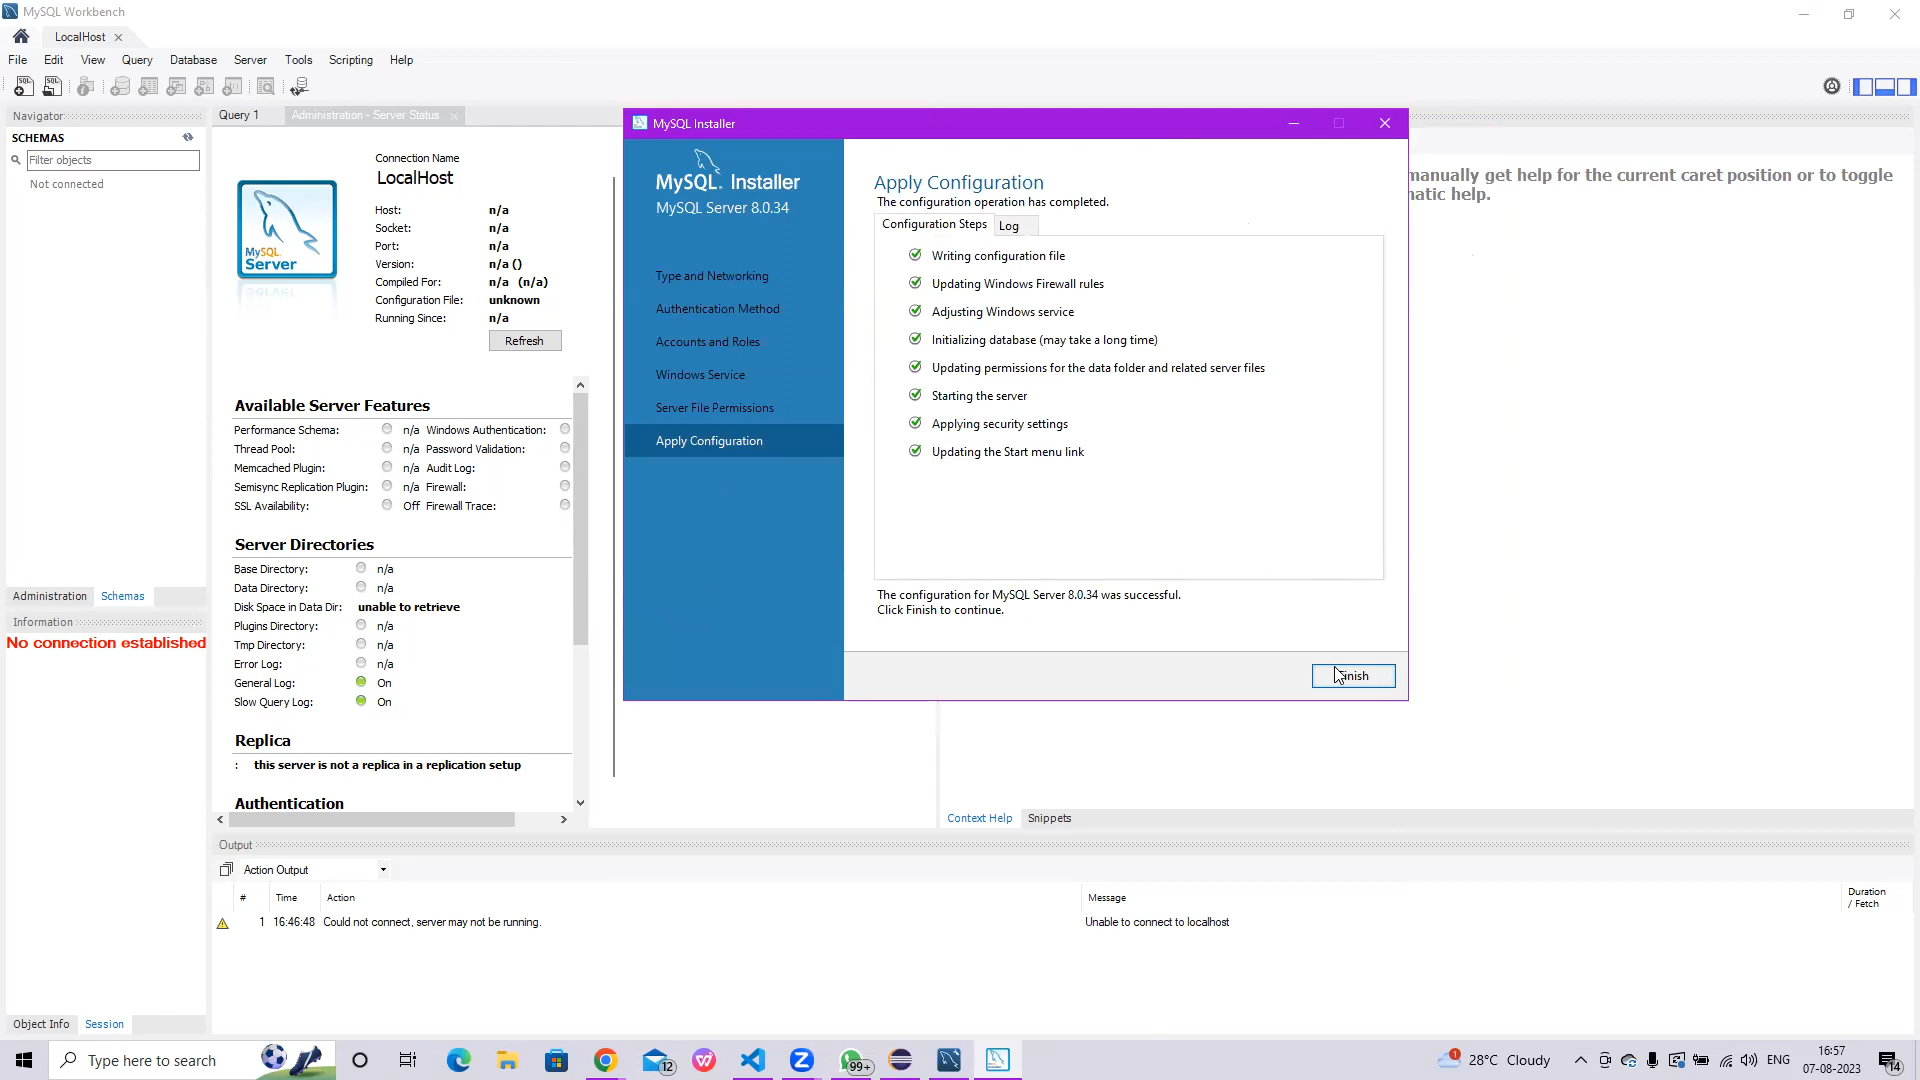 MySQL Workbench
LocalHost
File Edit View Query Database Server Tools Scripting Help
Navigator
SCHEMAS
Filter objects
Not connected
Administration Schemas
Information
No connection established
Object Info Session
Query 1 Administration - Server Status
MySQL
Server
Connection Name
LocalHost
Host: n/a
Socket: n/a
Port: n/a
Version: n/a ()
Compiled For: n/a (n/a)
Configuration File: unknown
Running Since: n/a
Refresh
Available Server Features
Performance Schema: n/a Windows Authentication:
Thread Pool: n/a Password Validation:
Memcached Plugin: n/a Audit Log:
Semisync Replication Plugin: n/a Firewall:
SSL Availability: Off Firewall Trace:
Server Directories
Base Directory: n/a
Data Directory: n/a
Disk Space in Data Dir: unable to retrieve
Plugins Directory: n/a
Tmp Directory: n/a
Error Log: n/a
General Log: On
Slow Query Log: On
Replica
: this server is not a replica in a replication setup
Authentication
MySQL Installer
MySQL. Installer
MySQL Server 8.0.34
Type and Networking
Authentication Method
Accounts and Roles
Windows Service
Server File Permissions
Apply Configuration
Apply Configuration
The configuration operation has completed.
Configuration Steps Log
Writing configuration file
Updating Windows Firewall rules
Adjusting Windows service
Initializing database (may take a long time)
Updating permissions for the data folder and related server files
Starting the server
Applying security settings
Updating the Start menu link
The configuration for MySQL Server 8.0.34 was successful.
Click Finish to continue.
Finish
manually get help for the current caret position or to toggle
matic help.
Context Help Snippets
Output
Action Output
# Time Action Message Duration / Fetch
1 16:46:48 Could not connect, server may not be running. Unable to connect to localhost
Type here to search
12
99+
1
28°C Cloudy
ENG
16:57
07-08-2023
14